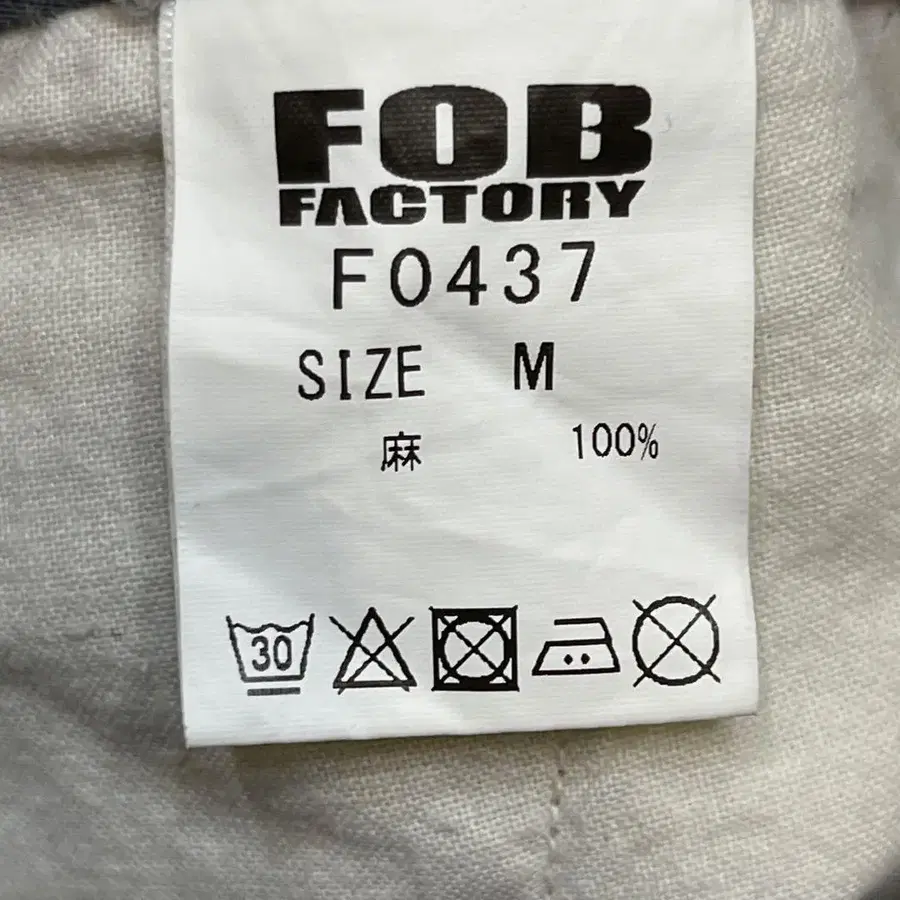 FOB
FACTORY
F0437
SIZE M
麻 100%
30